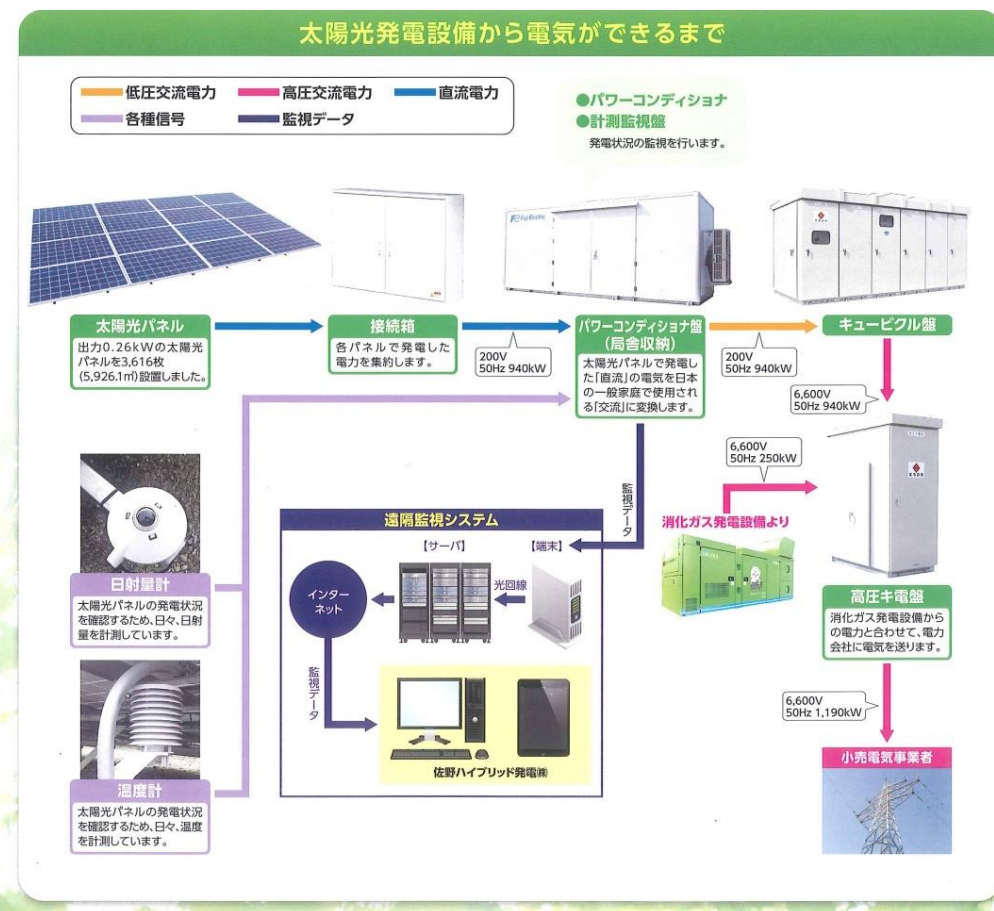 太陽光発電設備から電気ができるまで
低圧交流電力
高圧交流電力
直流電力
各種信号
監視データ
●パワーコンディショナ
●計測監視盤
発電状況の監視を行います。
Fuji Electric
太陽光パネル
出力0.26kWの太陽光
パネルを3,616枚
(5,926.1㎡)設置しました。
接続箱
各パネルで発電した
電力を集約します。
200V
50Hz 940kW
パワーコンディショナ盤
(局舎収納)
太陽光パネルで発電し
た「直流」の電気を日本
の一般家庭で使用され
る「交流」に変換します。
200V
50Hz 940kW
キュービクル盤
6,600V
50Hz 940kW
6,600V
50Hz 250kW
消化ガス発電設備より
高圧キ電盤
消化ガス発電設備から
の電力と合わせて、電力
会社に電気を送ります。
6,600V
50Hz 1,190kW
小売電気事業者
日射量計
太陽光パネルの発電状況
を確認するため、日々、日射
量を計測しています。
温度計
太陽光パネルの発電状況
を確認するため、日々、温度
を計測しています。
監視データ
遠隔監視システム
【サーバ】
【端末】
インター
ネット
光回線
監視データ
佐野ハイブリッド発電㈱